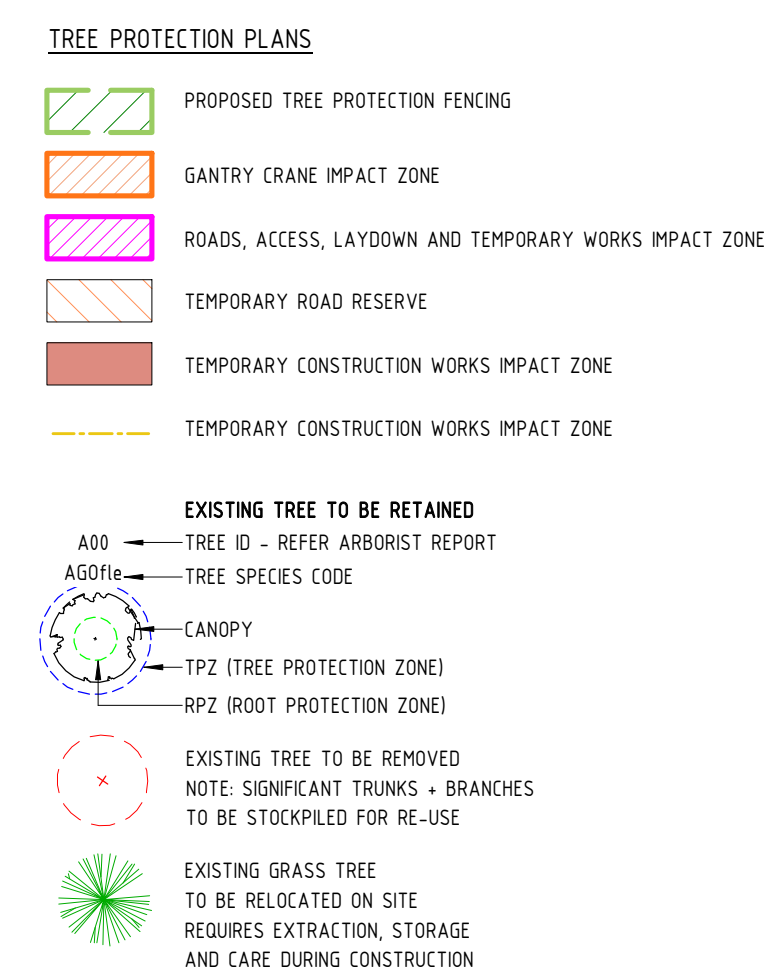 TREE PROTECTION PLANS
PROPOSED TREE PROTECTION FENCING
GANTRY CRANE IMPACT ZONE
ROADS, ACCESS, LAYDOWN AND TEMPORARY WORKS IMPACT ZONE
TEMPORARY ROAD RESERVE
TEMPORARY CONSTRUCTION WORKS IMPACT ZONE
TEMPORARY CONSTRUCTION WORKS IMPACT ZONE
EXISTING TREE TO BE RETAINED
A00 TREE ID - REFER ARBORIST REPORT
AGOfle TREE SPECIES CODE
CANOPY
TPZ (TREE PROTECTION ZONE)
RPZ (ROOT PROTECTION ZONE)
EXISTING TREE TO BE REMOVED
NOTE: SIGNIFICANT TRUNKS + BRANCHES
TO BE STOCKPILED FOR RE-USE
EXISTING GRASS TREE
TO BE RELOCATED ON SITE
REQUIRES EXTRACTION, STORAGE
AND CARE DURING CONSTRUCTION